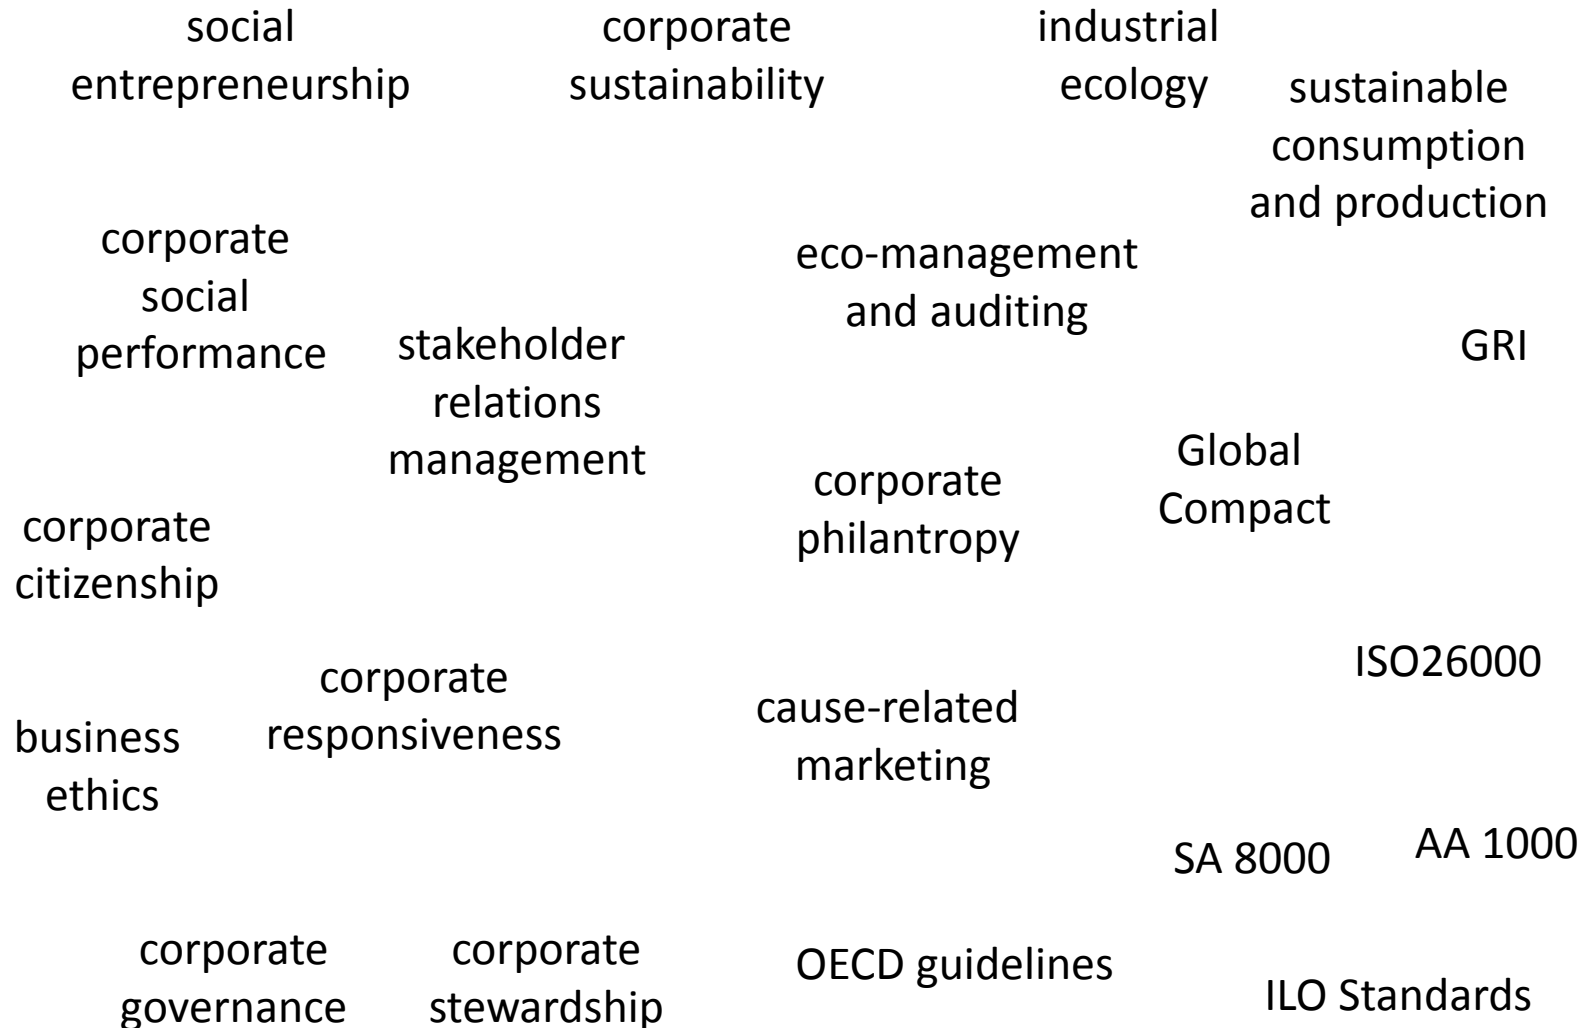 social
entrepreneurship
corporate
sustainability
industrial
ecology
sustainable
consumption
and production
corporate
social
performance
stakeholder
relations
management
eco-management
and auditing
GRI
corporate
philantropy
Global
Compact
corporate
citizenship
corporate
responsiveness
business
ethics
cause-related
marketing
ISO26000
SA 8000
AA 1000
corporate
governance
corporate
stewardship
OECD guidelines
ILO Standards